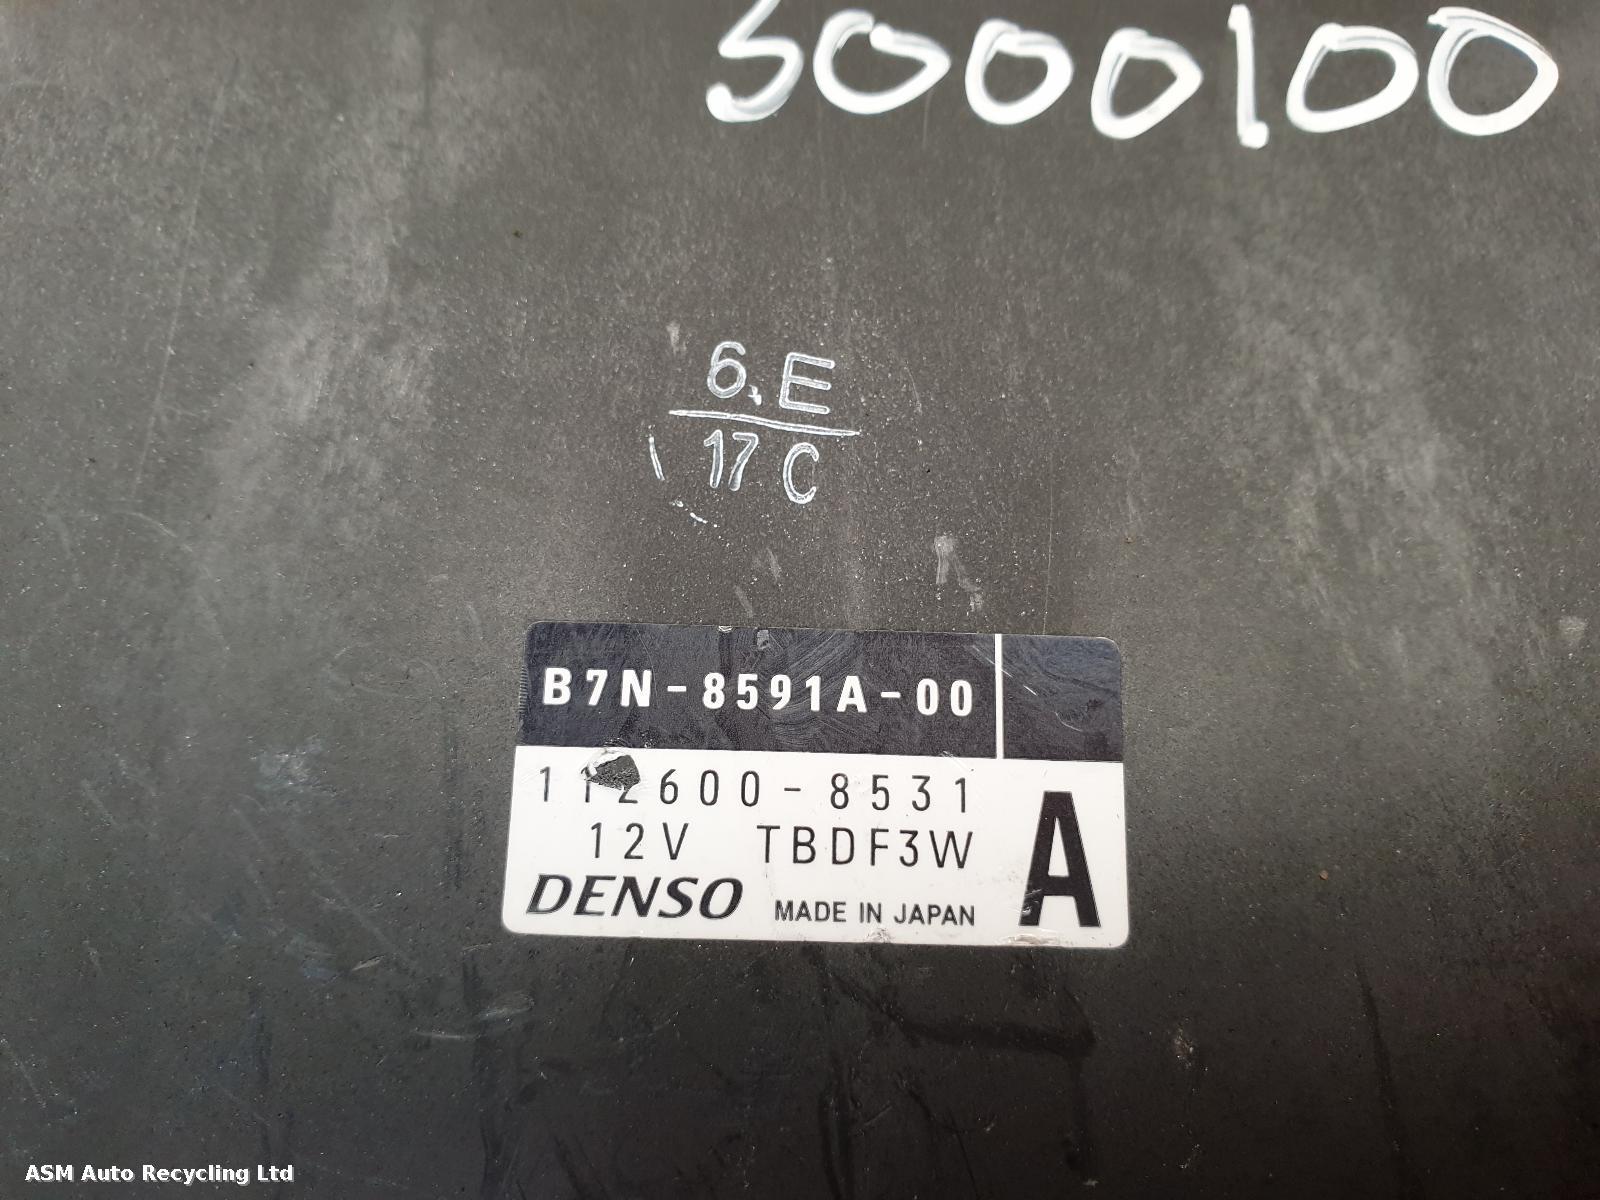 5000100
6.E
17 C
B7N-8591A-00
112600-8531
12V TBDF3W
DENSO MADE IN JAPAN
A
ASM Auto Recycling Ltd